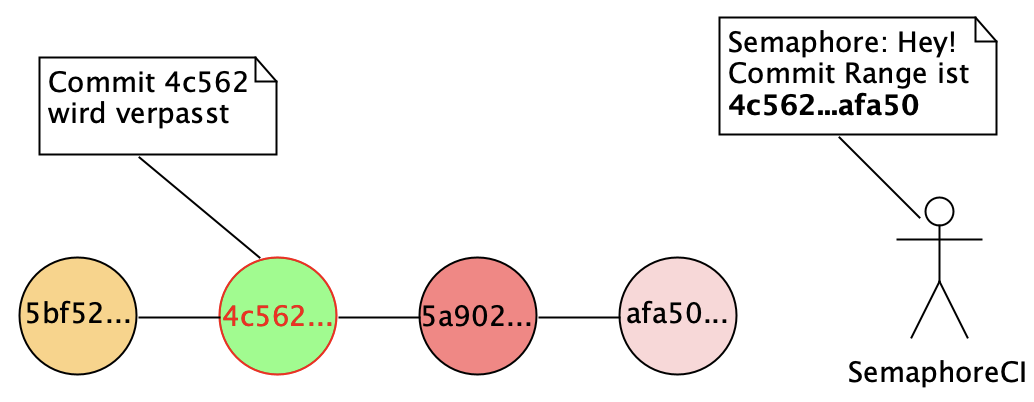 Commit 4c562
wird verpasst
Semaphore: Hey!
Commit Range ist
4c562...afa50
5bf52...
4c562...
5a902...
afa50...
SemaphoreCI